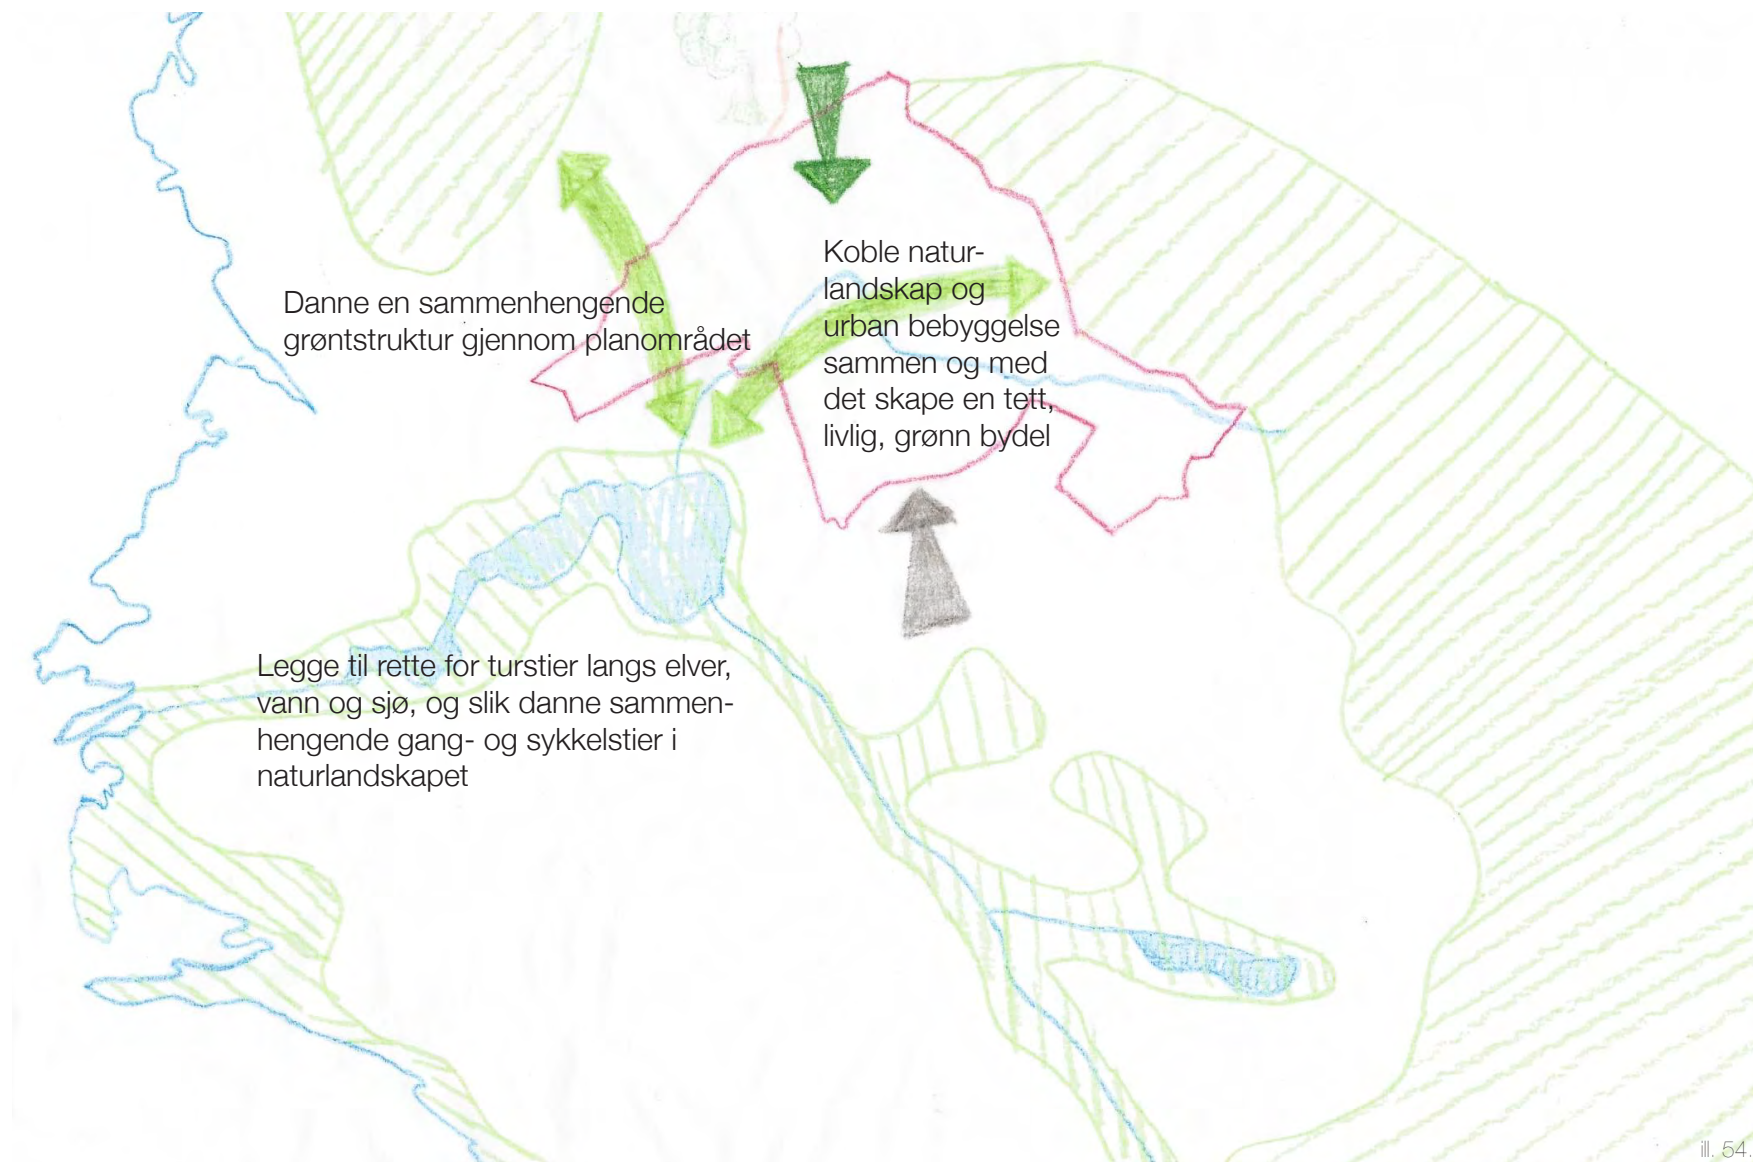 Danne en sammenhengende
grøntstruktur gjennom planområdet
Koble natur-
landskap og
urban bebyggelse
sammen og med
det skape en tett,
livlig, grønn bydel
Legge til rette for turstier langs elver,
vann og sjø, og slik danne sammen-
hengende gang- og sykkelstier i
naturlandskapet
ill. 54.